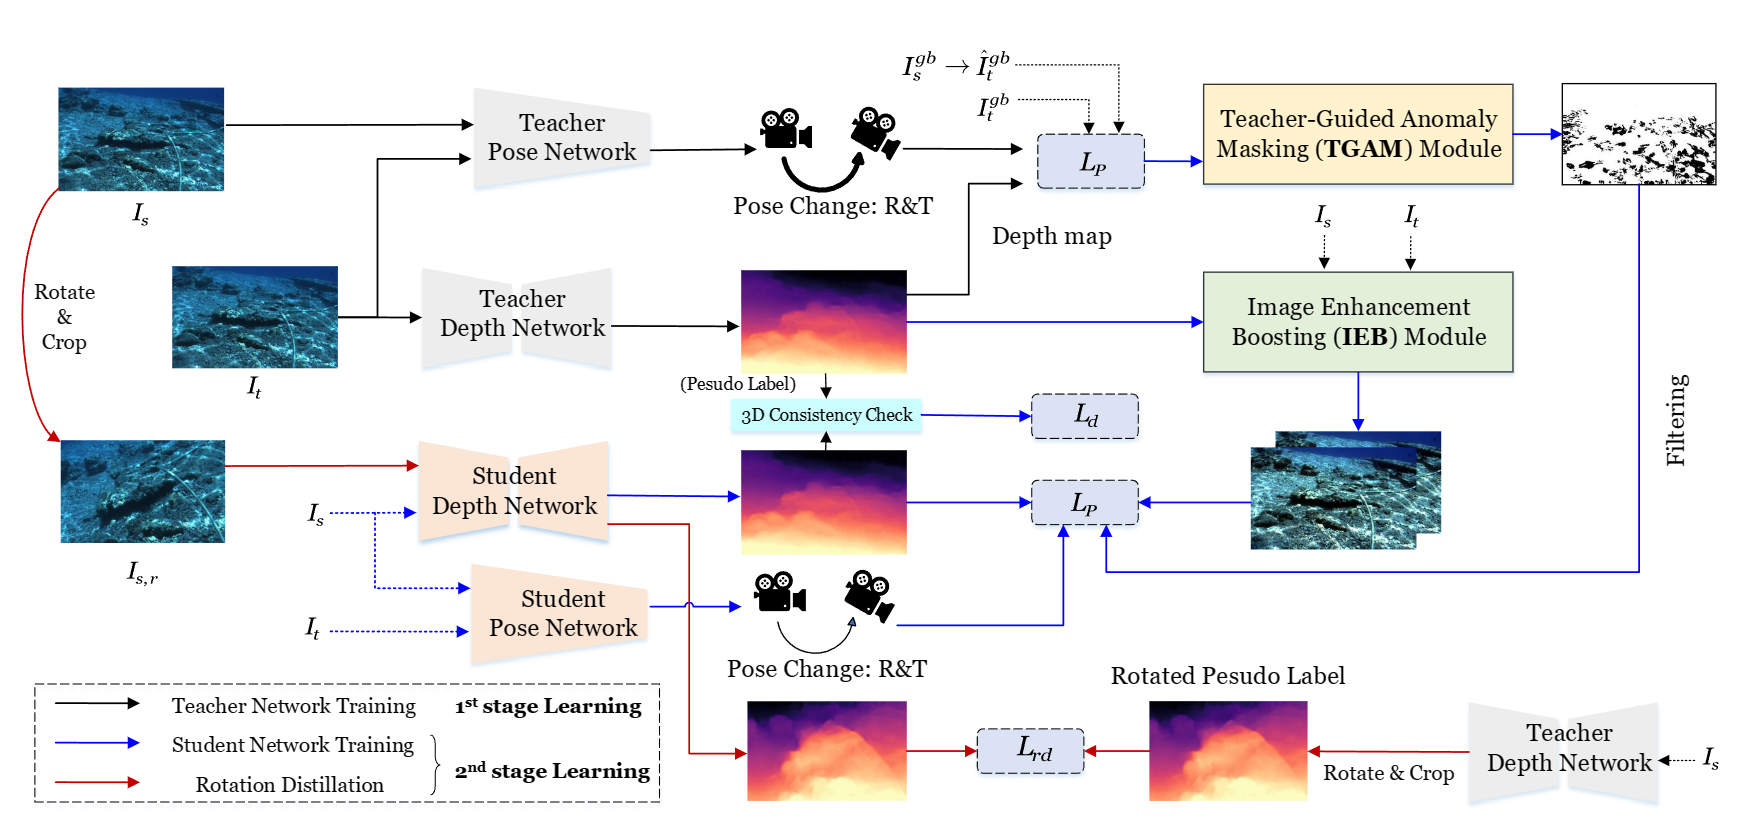 I_s^{gb} → Î_t^{gb}
I_t^{gb}
Teacher
Pose Network
L_P
Teacher-Guided Anomaly
Masking (TGAM) Module
I_s
Pose Change: R&T
Depth map
I_s
I_t
Rotate
&
Crop
Teacher
Depth Network
Image Enhancement
Boosting (IEB) Module
I_t
(Pesudo Label)
3D Consistency Check
L_d
Filtering
Student
Depth Network
L_P
I_s
I_{s,r}
Student
Pose Network
I_t
Pose Change: R&T
Rotated Pesudo Label
Teacher Network Training
1st stage Learning
Student Network Training
2nd stage Learning
Rotation Distillation
L_{rd}
Rotate & Crop
Teacher
Depth Network
I_s